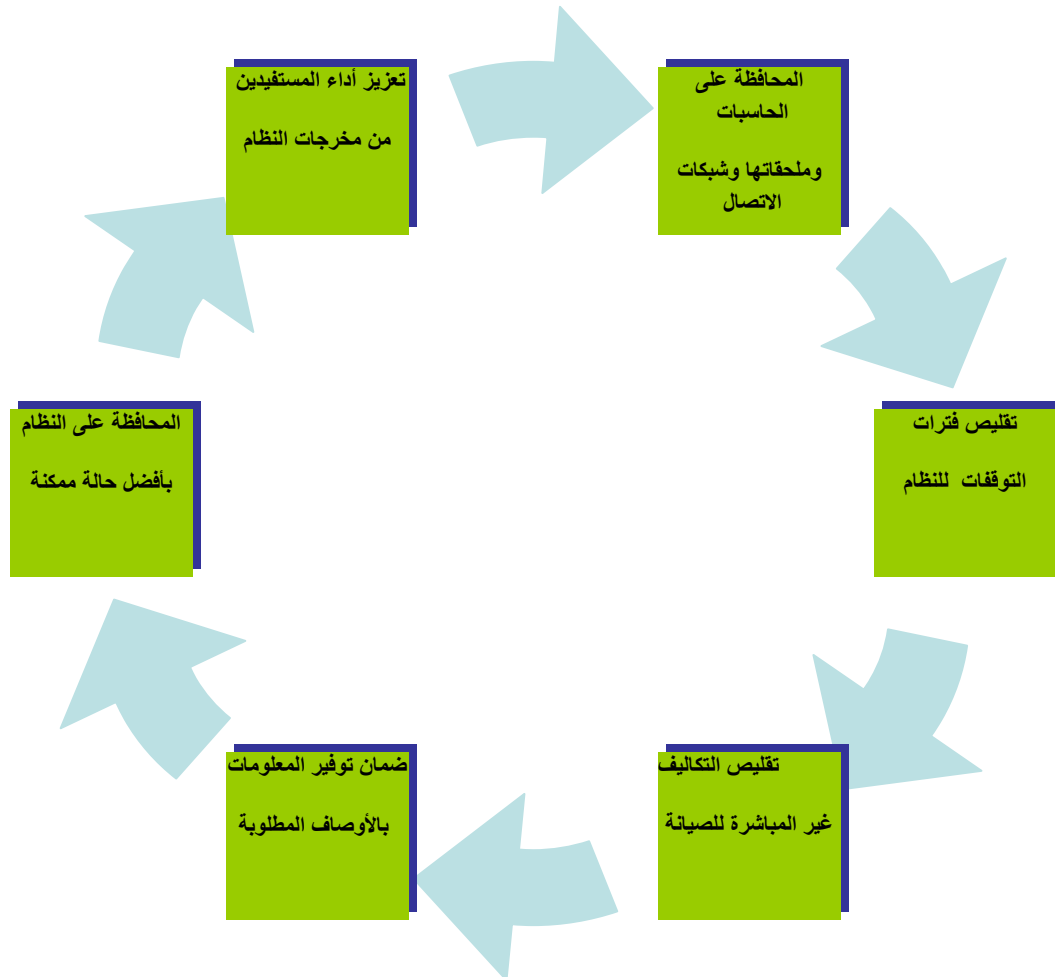 المحافظة على
الحاسبات
وملحقاتها وشبكات
الاتصال
تقليص فترات
التوقفات للنظام
تقليص التكاليف
غير المباشرة للصيانة
ضمان توفير المعلومات
بالأوصاف المطلوبة
المحافظة على النظام
بأفضل حالة ممكنة
تعزيز أداء المستفيدين
من مخرجات النظام